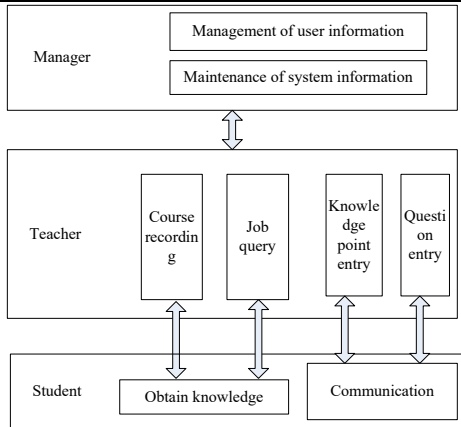 Management of user information
Manager
Maintenance of system information
Teacher
Course
recordin
g
Job
query
Knowle
dge
point
entry
Questi
on
entry
Student
Obtain knowledge
Communication